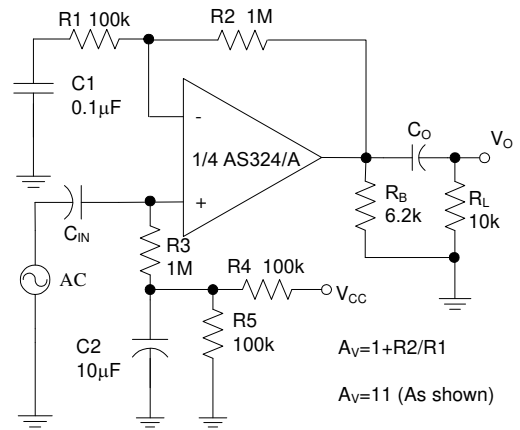 R1 100k
R2 1M
C1
0.1μF
-
1/4 AS324/A
+
CO
VO
RB
6.2k
RL
10k
CIN
AC
R3
1M
R4 100k
VCC
C2
10μF
R5
100k
AV=1+R2/R1
AV=11 (As shown)